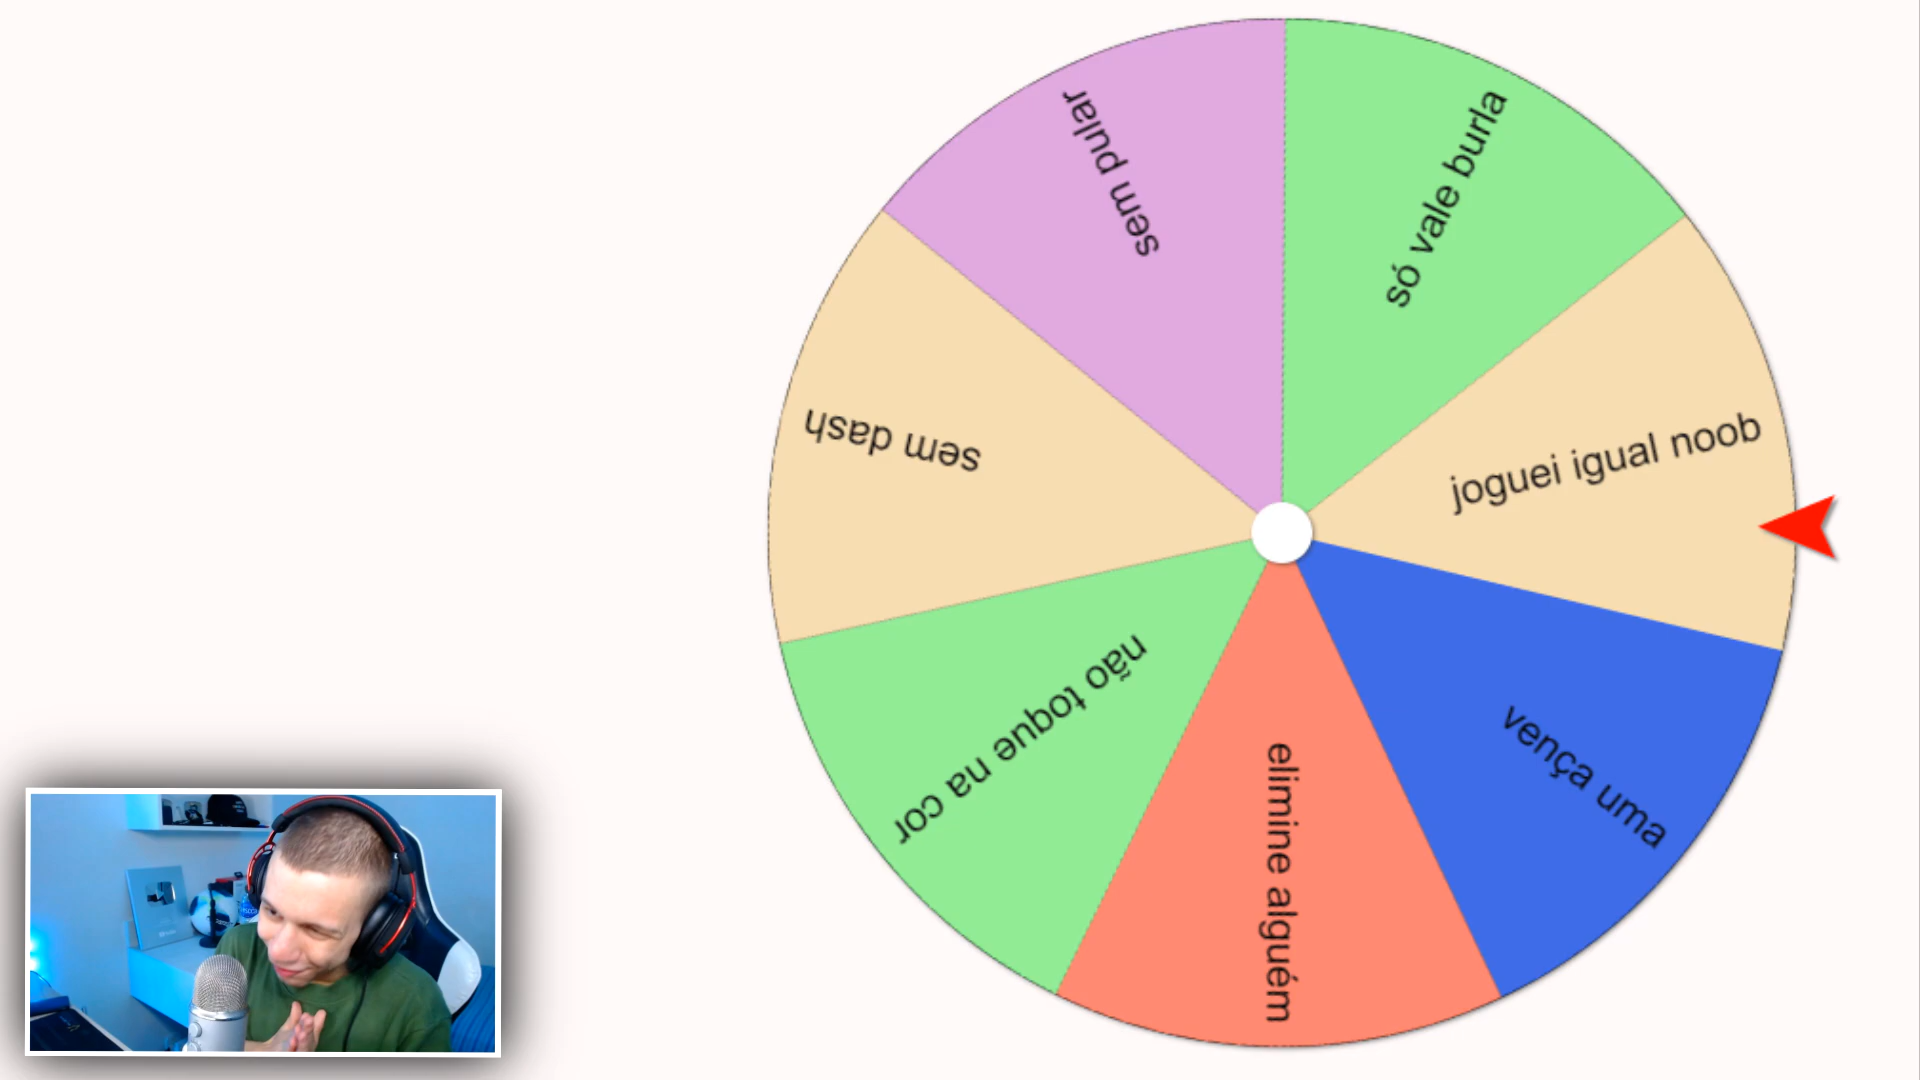 sem pular
só vale burla
joguei igual noob
vença uma
elimine alguém
não toque na cor
sem dash